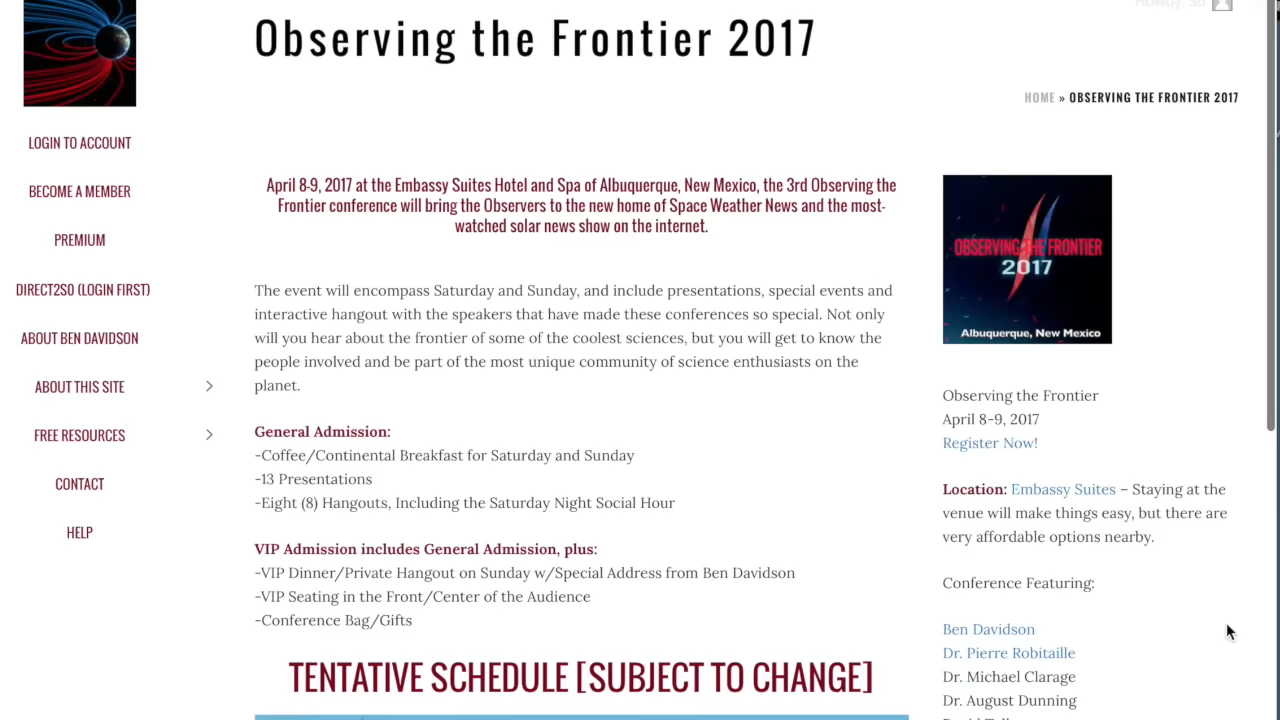 Observing the Frontier 2017
HOME » OBSERVING THE FRONTIER 2017
LOGIN TO ACCOUNT
BECOME A MEMBER
PREMIUM
DIRECT2S0 (LOGIN FIRST)
ABOUT BEN DAVIDSON
ABOUT THIS SITE
FREE RESOURCES
CONTACT
HELP
April 8-9, 2017 at the Embassy Suites Hotel and Spa of Albuquerque, New Mexico, the 3rd Observing the
Frontier conference will bring the Observers to the new home of Space Weather News and the most-
watched solar news show on the internet.
The event will encompass Saturday and Sunday, and include presentations, special events and
interactive hangout with the speakers that have made these conferences so special. Not only
will you hear about the frontier of some of the coolest sciences, but you will get to know the
people involved and be part of the most unique community of science enthusiasts on the
planet.
General Admission:
-Coffee/Continental Breakfast for Saturday and Sunday
-13 Presentations
-Eight (8) Hangouts, Including the Saturday Night Social Hour
VIP Admission includes General Admission, plus:
-VIP Dinner/Private Hangout on Sunday w/Special Address from Ben Davidson
-VIP Seating in the Front/Center of the Audience
-Conference Bag/Gifts
TENTATIVE SCHEDULE [SUBJECT TO CHANGE]
OBSERVING THE FRONTIER
2017
Albuquerque, New Mexico
Observing the Frontier
April 8-9, 2017
Register Now!
Location: Embassy Suites – Staying at the
venue will make things easy, but there are
very affordable options nearby.
Conference Featuring:
Ben Davidson
Dr. Pierre Robitaille
Dr. Michael Clarage
Dr. August Dunning